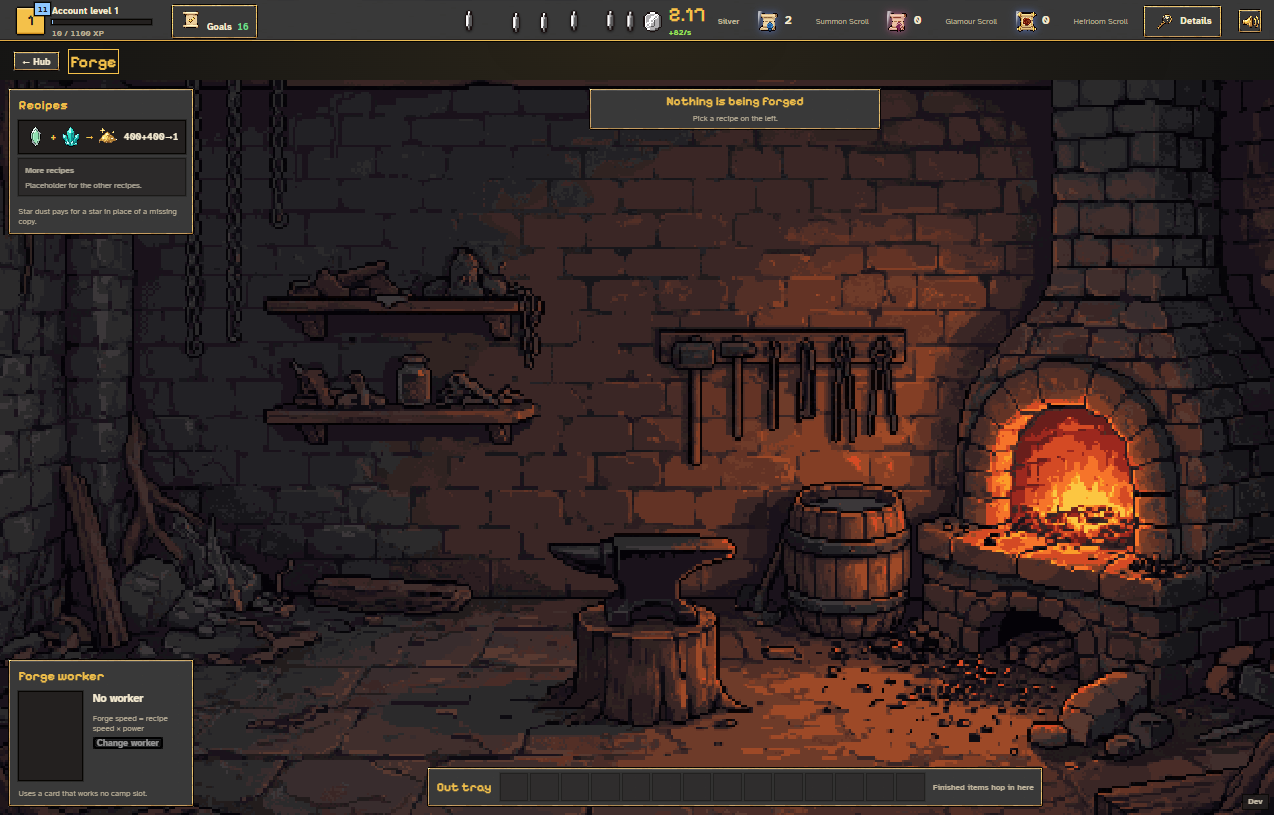 1
11
Account level 1
10 / 1100 XP
Goals 16
2.17 Silver
+82/s
2 Summon Scroll
0 Glamour Scroll
0 Heirloom Scroll
Details
← Hub
Forge
Recipes
+ → 400+400→1
More recipes
Placeholder for the other recipes.
Star dust pays for a star in place of a missing
copy.
Nothing is being forged
Pick a recipe on the left.
Forge worker
No worker
Forge speed = recipe
speed × power
Change worker
Uses a card that works no camp slot.
Out tray
Finished items hop in here
Dev